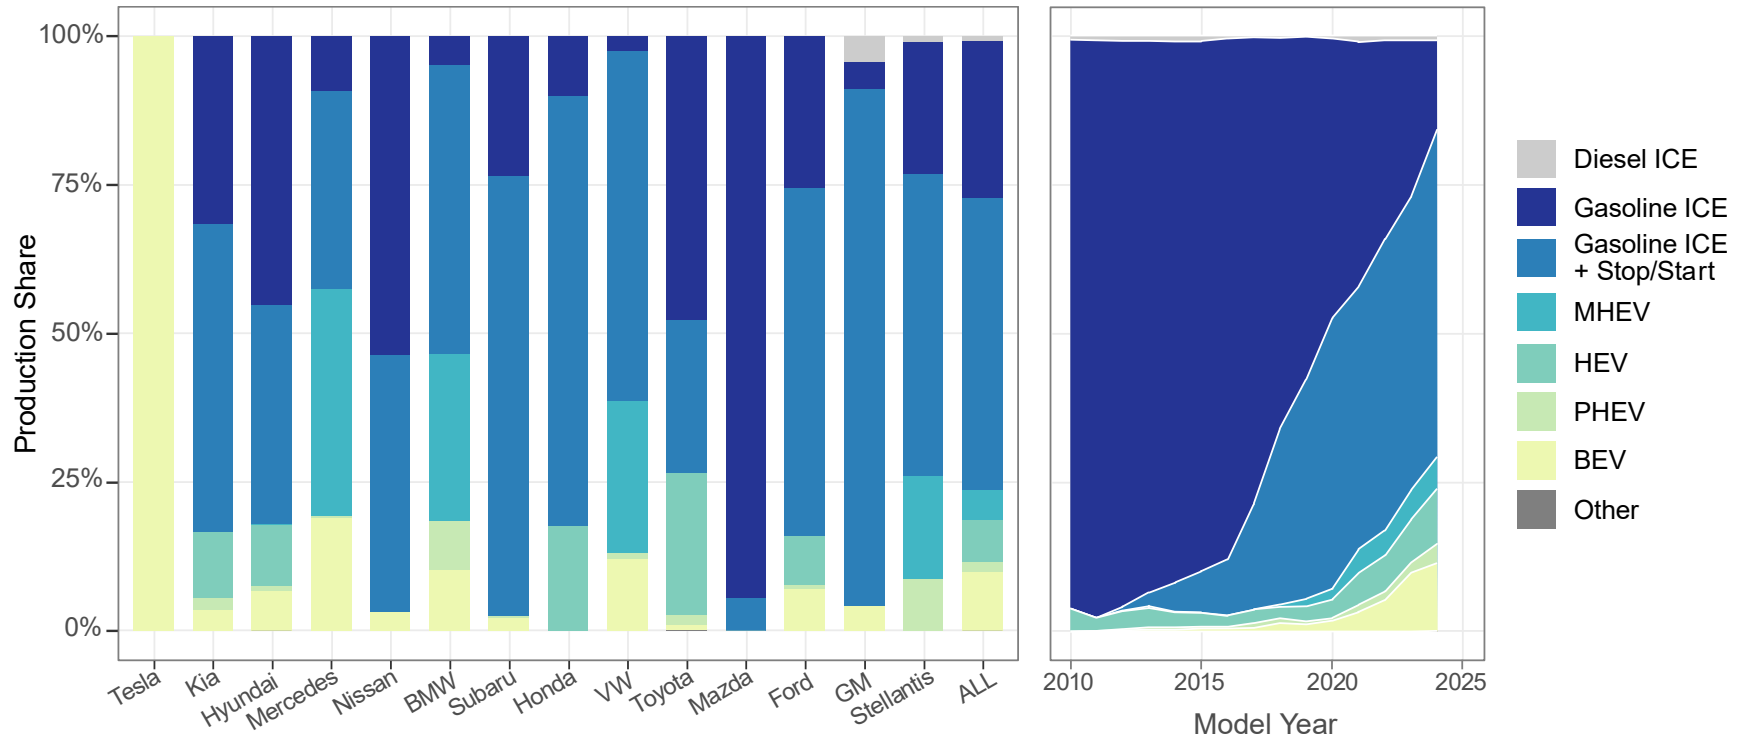 Production Share
100%
75%
50%
25%
0%
Tesla
Kia
Hyundai
Mercedes
Nissan
BMW
Subaru
Honda
VW
Toyota
Mazda
Ford
GM
Stellantis
ALL
2010
2015
2020
2025
Model Year
Diesel ICE
Gasoline ICE
Gasoline ICE
+ Stop/Start
MHEV
HEV
PHEV
BEV
Other